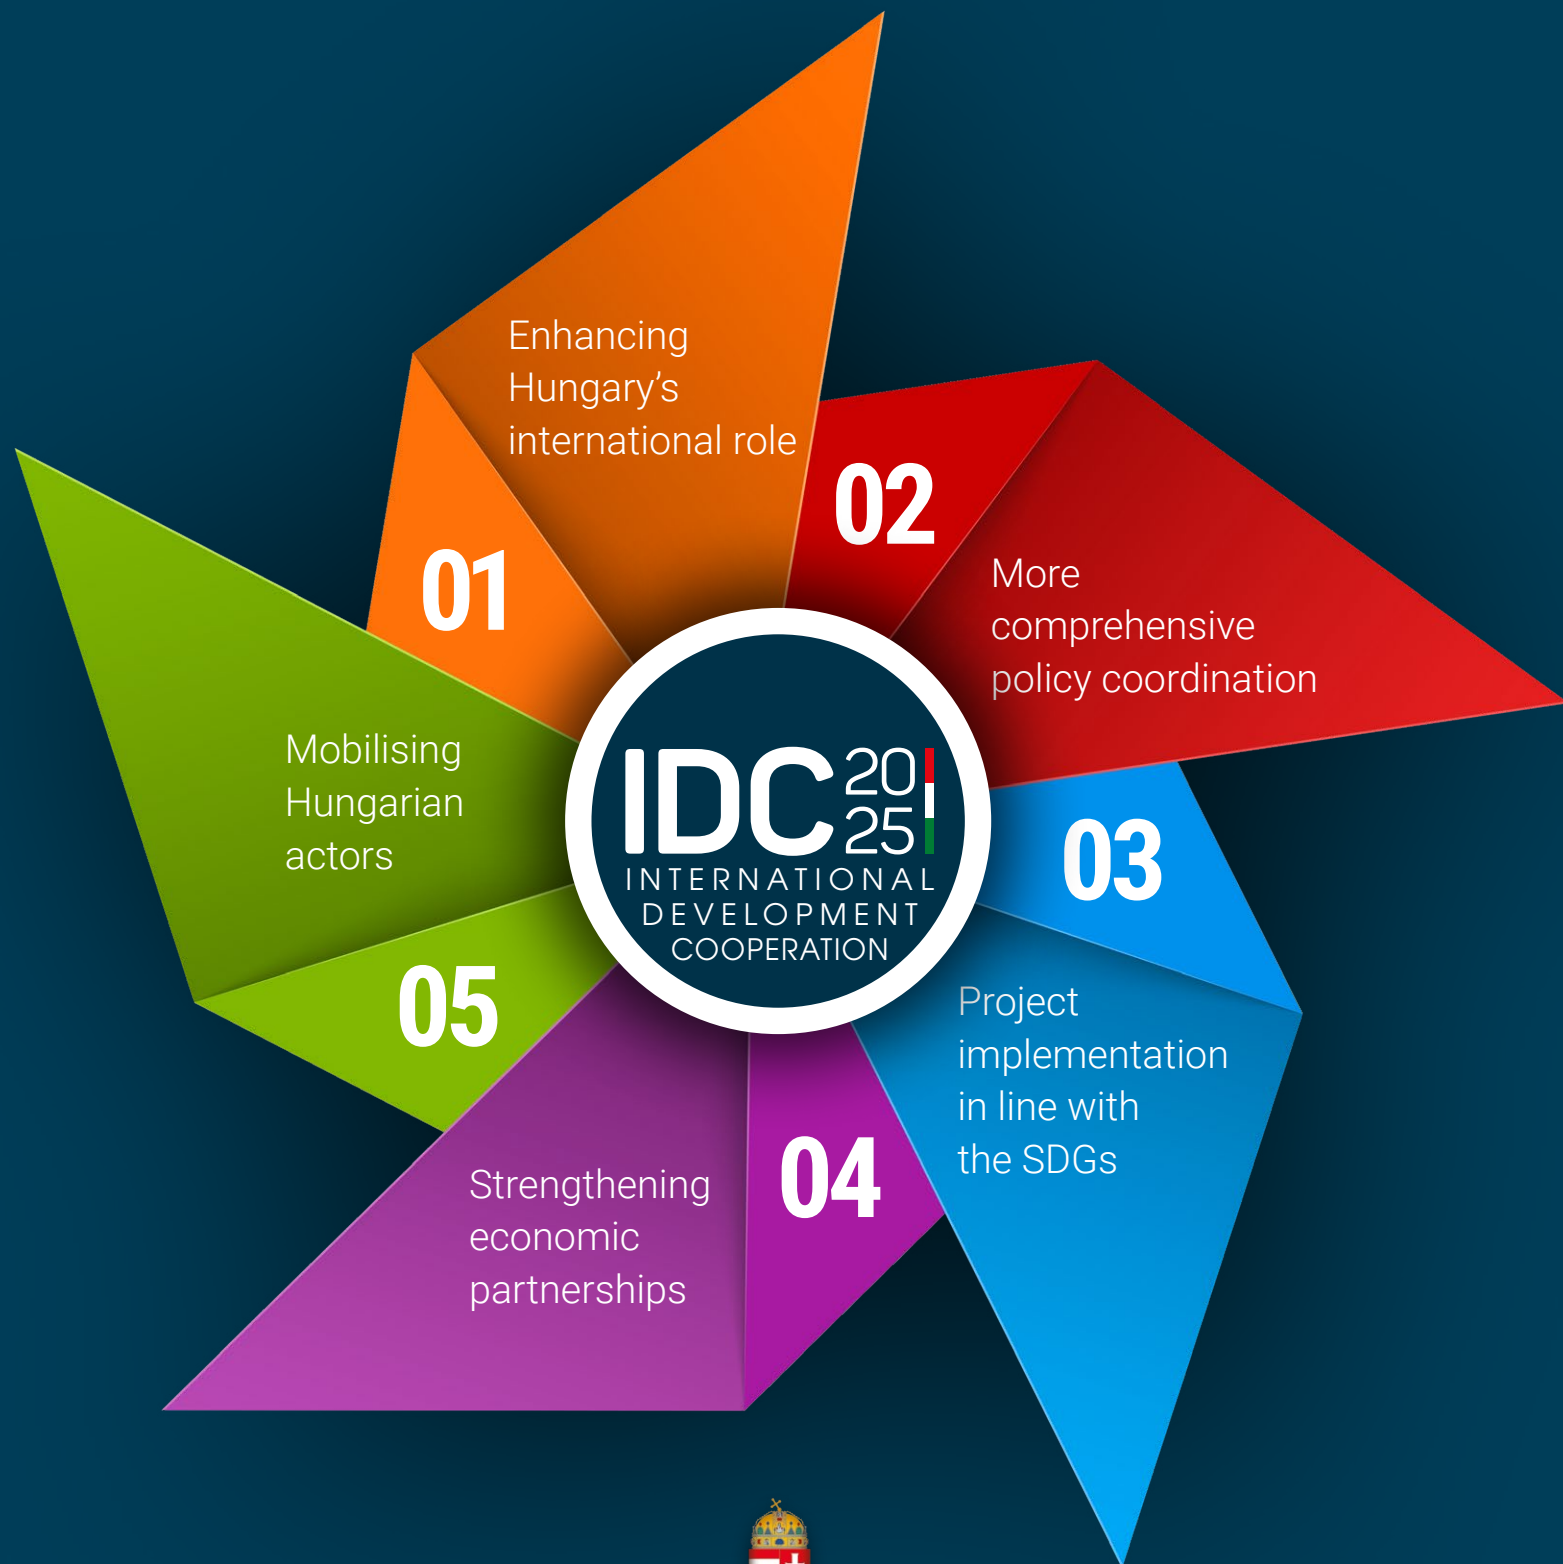 01
Enhancing
Hungary’s
international role
02
More
comprehensive
policy coordination
03
Project
implementation
in line with
the SDGs
04
Strengthening
economic
partnerships
05
Mobilising
Hungarian
actors
IDC 20
25
INTERNATIONAL
DEVELOPMENT
COOPERATION